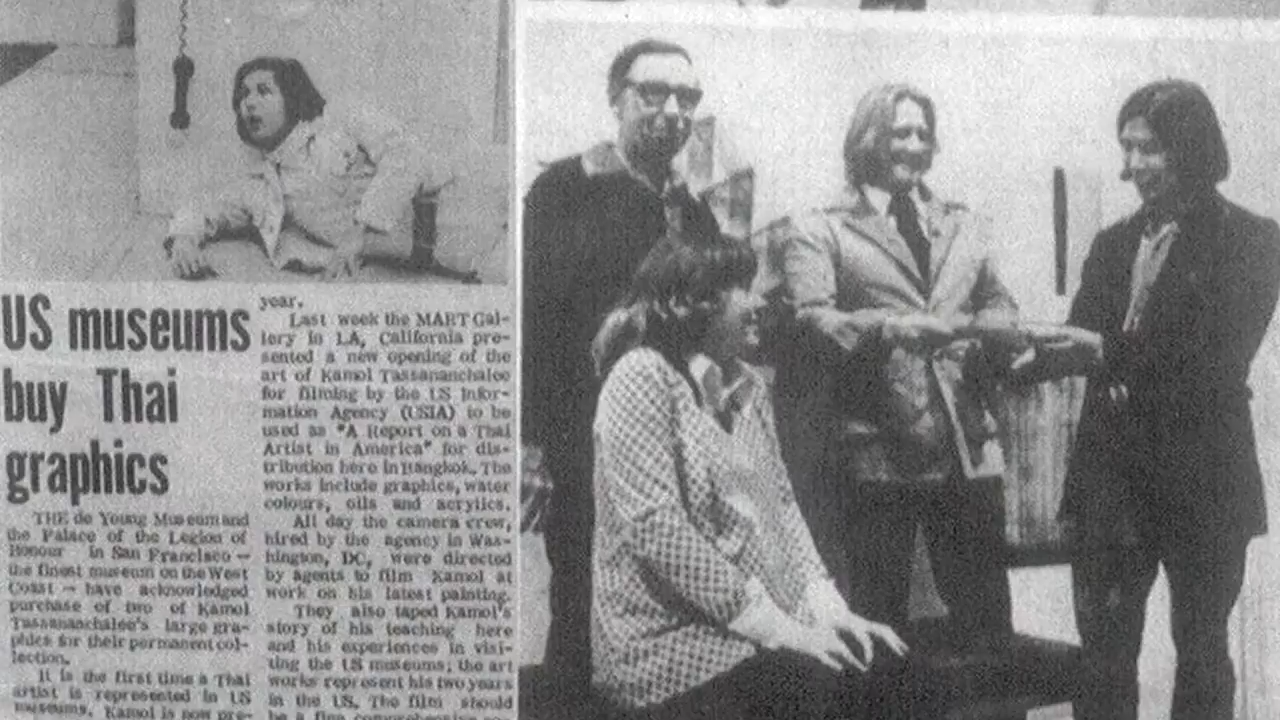 US museums
buy Thai
graphics
THE de Young Museum and
the Palace of the Legion of
Honour in San Francisco —
the finest museum on the West
Coast — have acknowledged
purchase of two of Kamol
Tassananchalee's large gra-
phics for their permanent col-
lection.
It is the first time a Thai
artist is represented in US
museums. Kamol is now pre-
year.
Last week the MART Gal-
lery in LA, California pre-
sented a new opening of the
art of Kamol Tassananchalee
for filming by the US Infor-
mation Agency (USIA) to be
used as "A Report on a Thai
Artist in America" for dis-
tribution here in Bangkok. The
works include graphics, water
colours, oils and acrylics.
All day the camera crew,
hired by the agency in Was-
hington, DC, were directed
by agents to film Kamol at
work on his latest painting.
They also taped Kamol's
story of his teaching here
and his experiences in visi-
ting the US museums; the art
works represent his two years
in the US. The film should
be a fine comprehensive